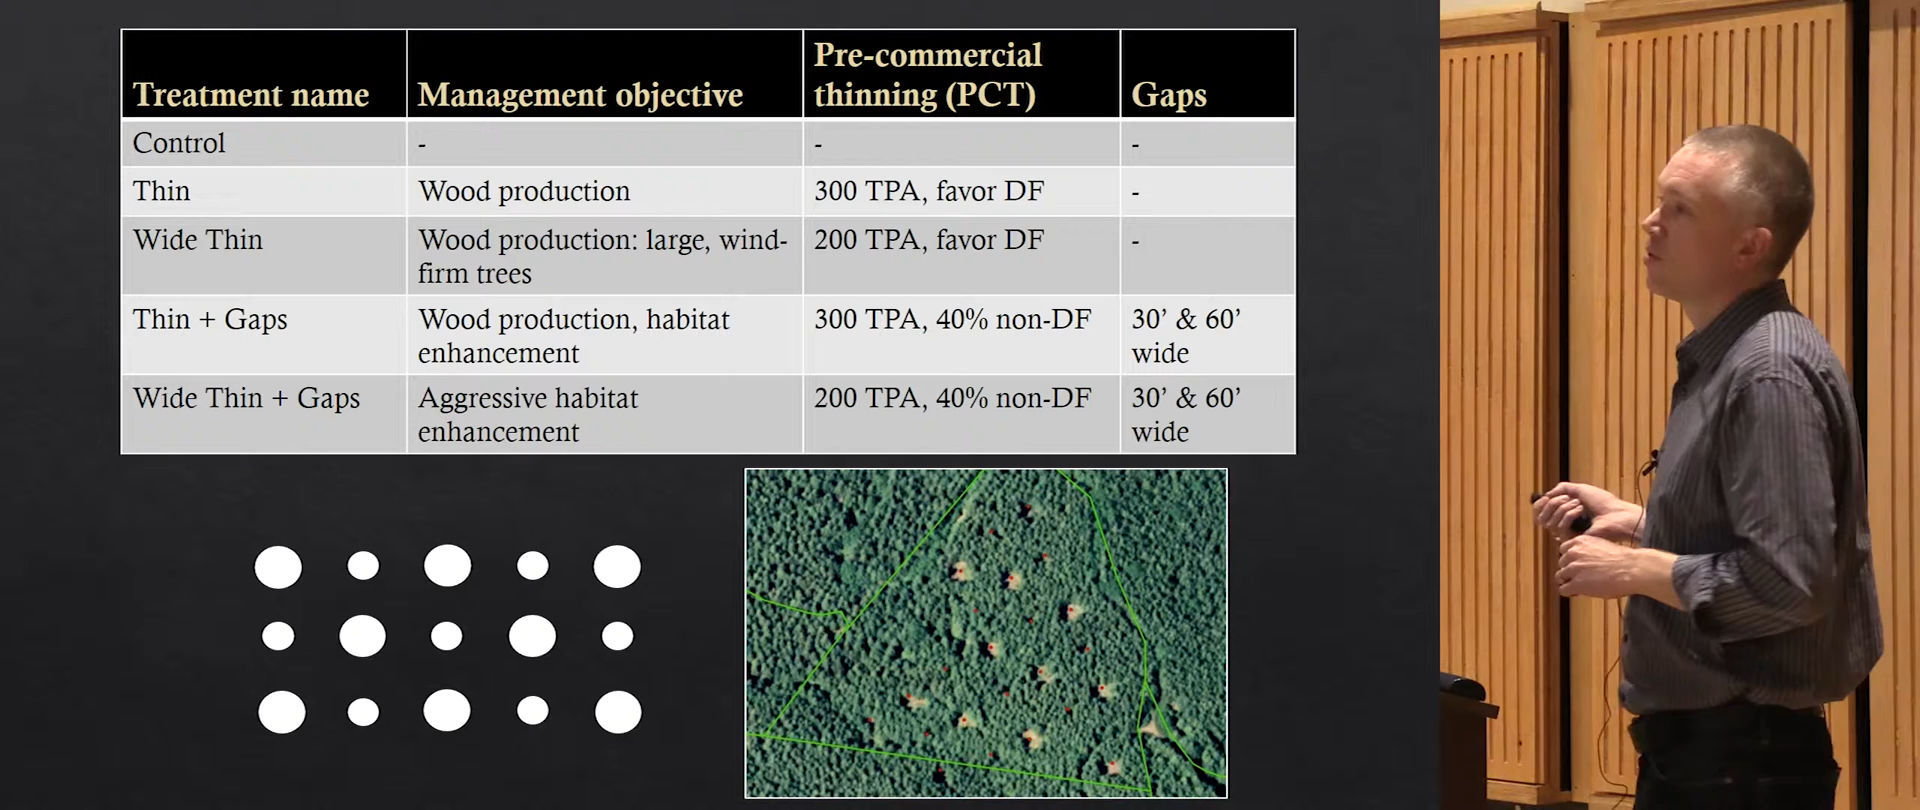 Treatment name
Management objective
Pre-commercial
thinning (PCT)
Gaps
Control
-
-
-
Thin
Wood production
300 TPA, favor DF
-
Wide Thin
Wood production: large, wind-
firm trees
200 TPA, favor DF
-
Thin + Gaps
Wood production, habitat
enhancement
300 TPA, 40% non-DF
30’ & 60’
wide
Wide Thin + Gaps
Aggressive habitat
enhancement
200 TPA, 40% non-DF
30’ & 60’
wide